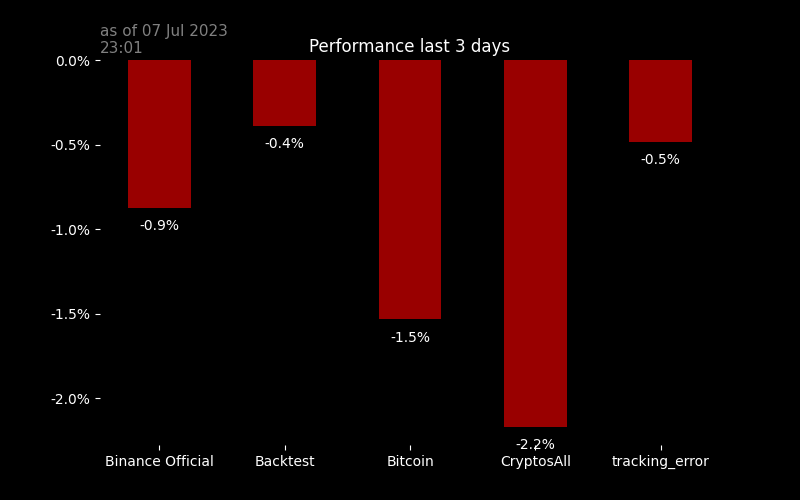 as of 07 Jul 2023
23:01
Performance last 3 days
0.0%
-0.5%
-1.0%
-1.5%
-2.0%
-0.9%
-0.4%
-1.5%
-2.2%
-0.5%
Binance Official
Backtest
Bitcoin
CryptosAll
tracking_error